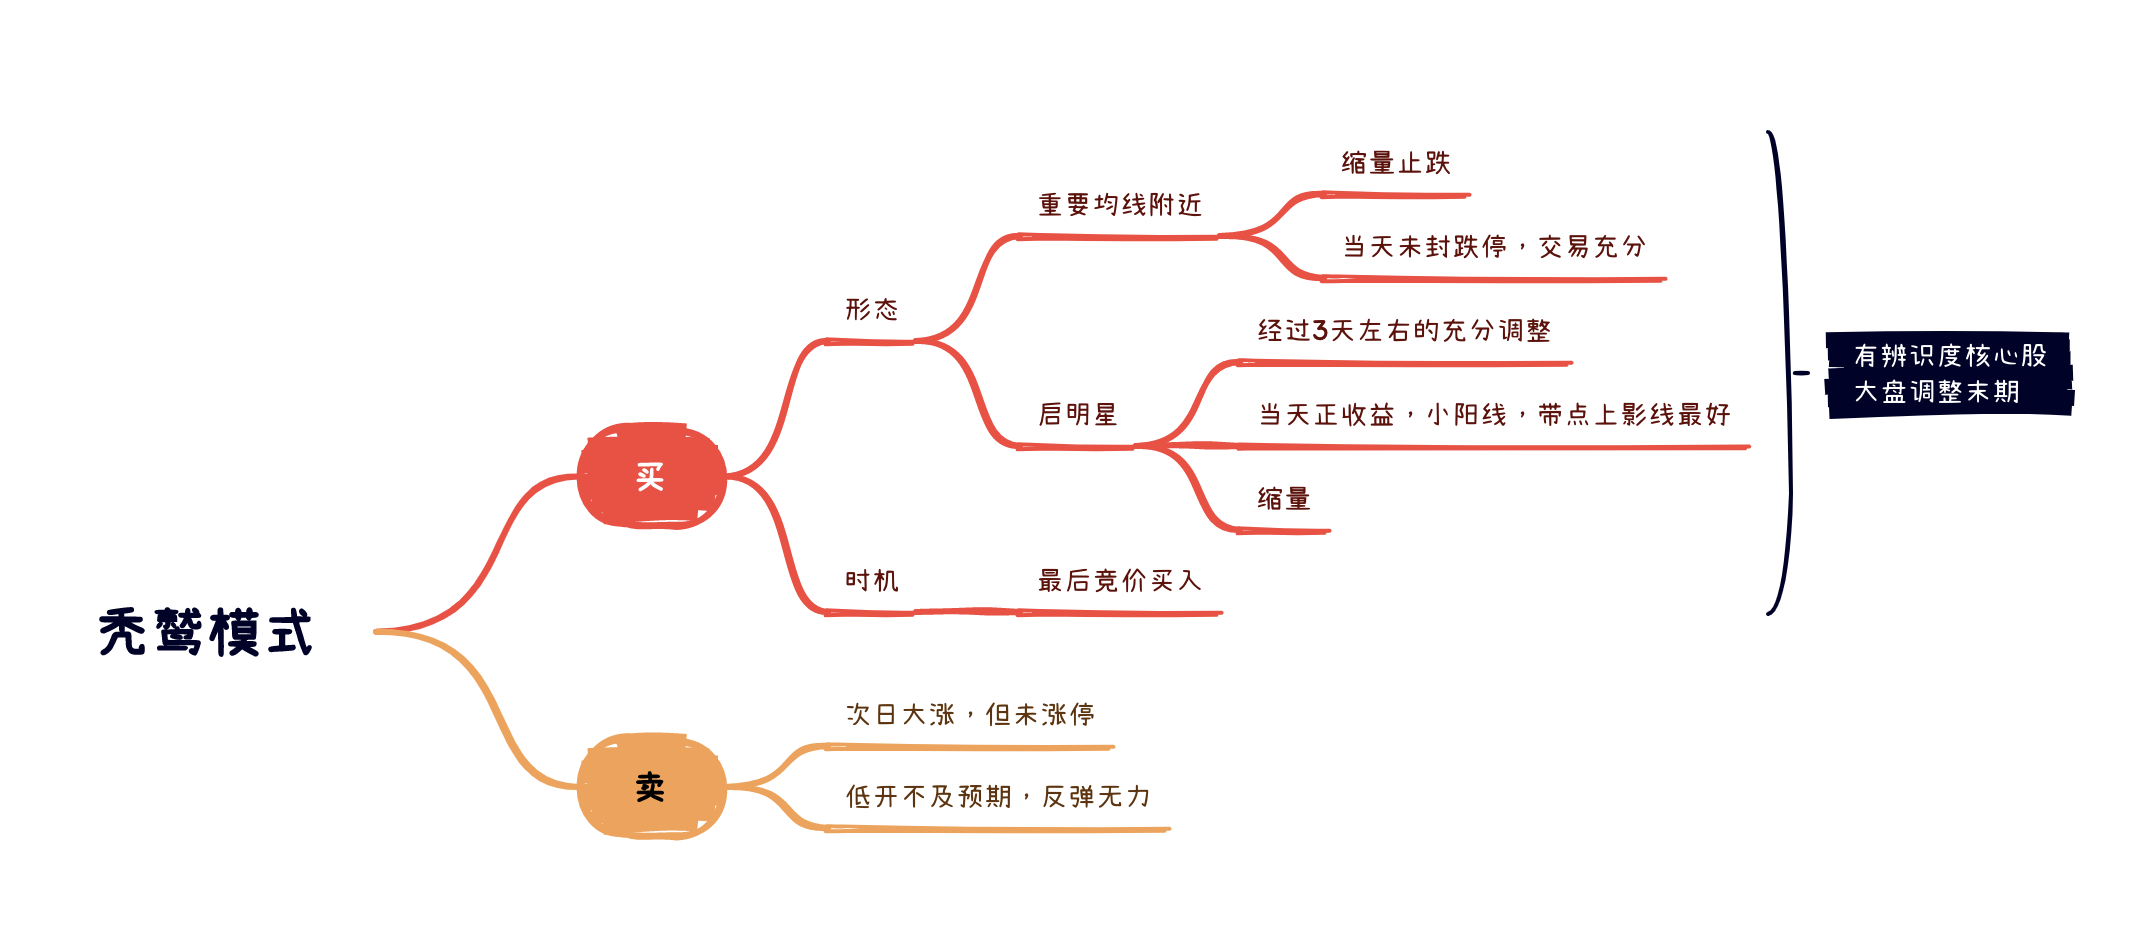 秃鹫模式
买
形态
重要均线附近
缩量止跌
当天未封跌停，交易充分
启明星
经过3天左右的充分调整
当天正收益，小阳线，带点上影线最好
缩量
时机
最后竞价买入
有辨识度核心股
大盘调整末期
卖
次日大涨，但未涨停
低开不及预期，反弹无力